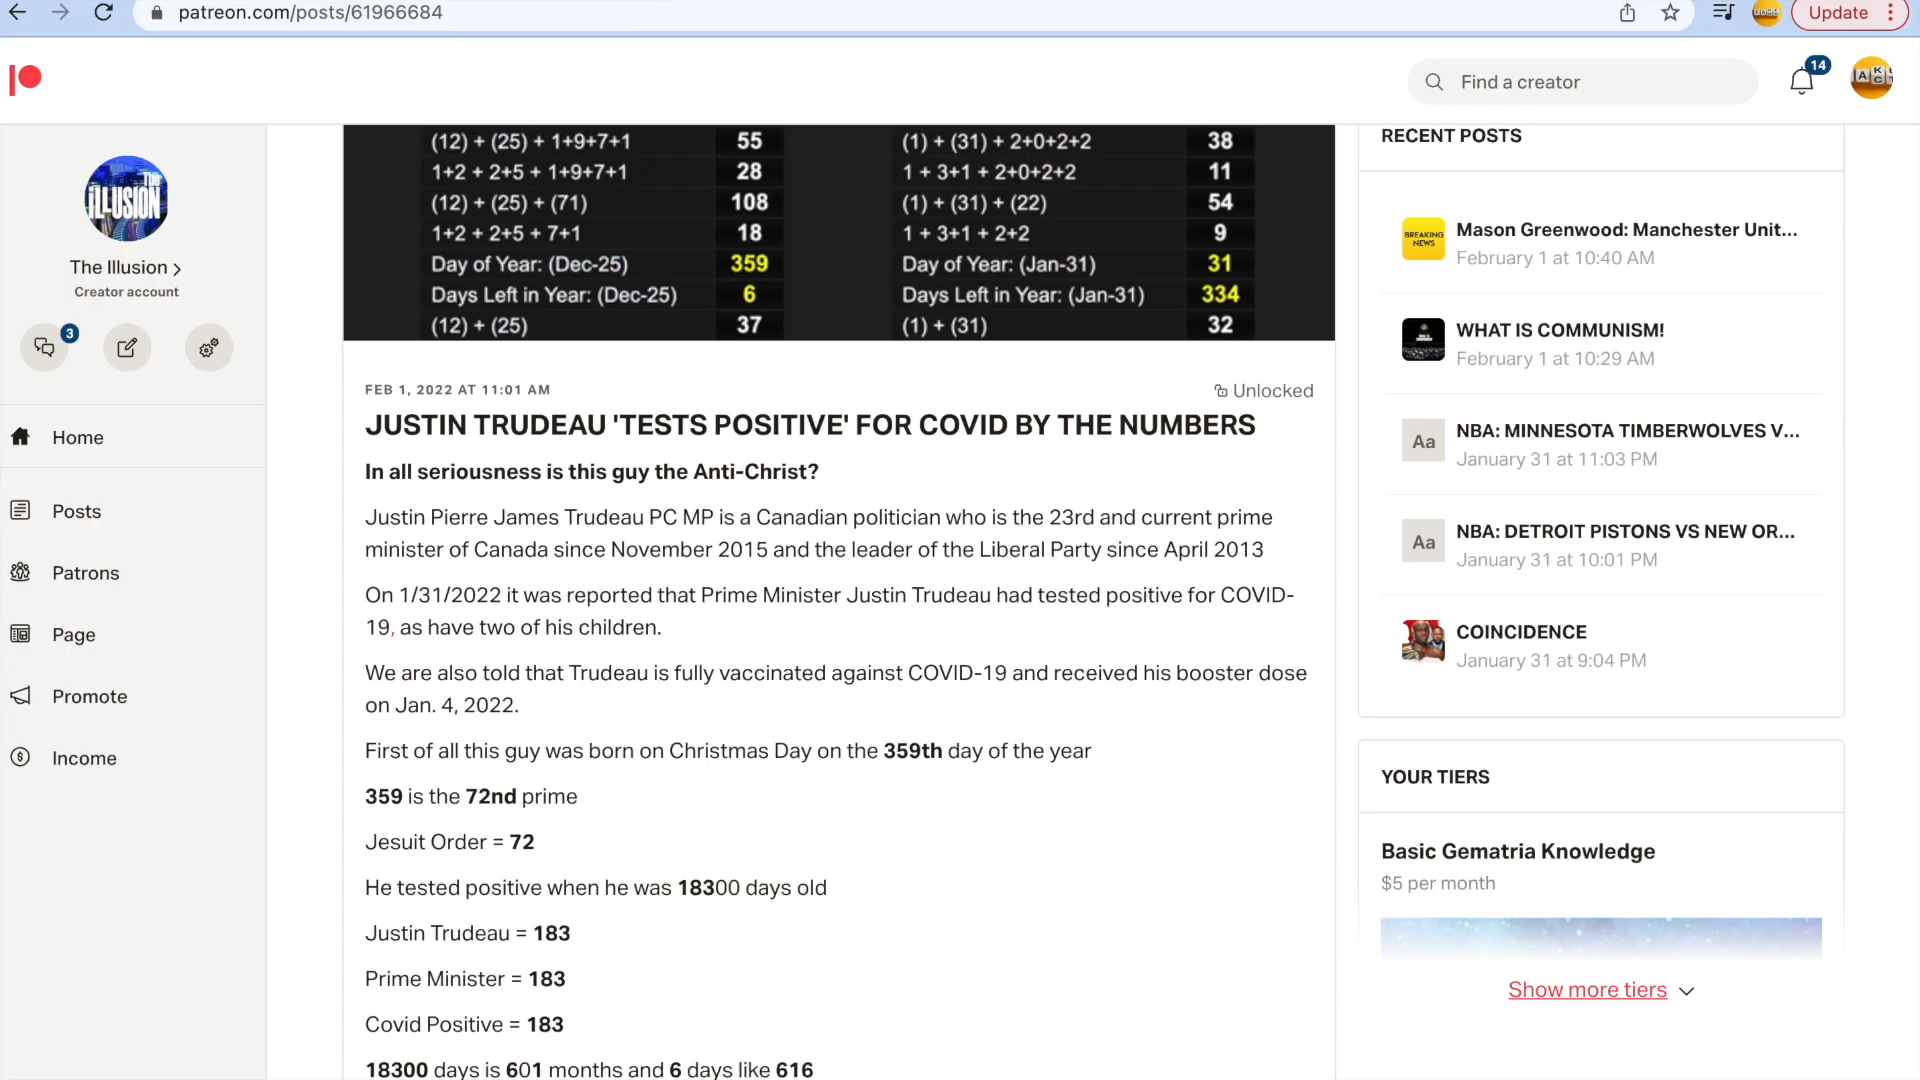 patreon.com/posts/61966684
Update
Find a creator
14
THE
ILLUSION
The Illusion
Creator account
3
Home
Posts
Patrons
Page
Promote
Income
(12) + (25) + 1+9+7+1 55
1+2 + 2+5 + 1+9+7+1 28
(12) + (25) + (71) 108
1+2 + 2+5 + 7+1 18
Day of Year: (Dec-25) 359
Days Left in Year: (Dec-25) 6
(12) + (25) 37
(1) + (31) + 2+0+2+2 38
1 + 3+1 + 2+0+2+2 11
(1) + (31) + (22) 54
1 + 3+1 + 2+2 9
Day of Year: (Jan-31) 31
Days Left in Year: (Jan-31) 334
(1) + (31) 32
FEB 1, 2022 AT 11:01 AM
Unlocked
JUSTIN TRUDEAU 'TESTS POSITIVE' FOR COVID BY THE NUMBERS
In all seriousness is this guy the Anti-Christ?
Justin Pierre James Trudeau PC MP is a Canadian politician who is the 23rd and current prime
minister of Canada since November 2015 and the leader of the Liberal Party since April 2013
On 1/31/2022 it was reported that Prime Minister Justin Trudeau had tested positive for COVID-
19, as have two of his children.
We are also told that Trudeau is fully vaccinated against COVID-19 and received his booster dose
on Jan. 4, 2022.
First of all this guy was born on Christmas Day on the 359th day of the year
359 is the 72nd prime
Jesuit Order = 72
He tested positive when he was 18300 days old
Justin Trudeau = 183
Prime Minister = 183
Covid Positive = 183
18300 days is 601 months and 6 days like 616
RECENT POSTS
BREAKING
NEWS
Mason Greenwood: Manchester Unit...
February 1 at 10:40 AM
WHAT IS COMMUNISM!
February 1 at 10:29 AM
Aa
NBA: MINNESOTA TIMBERWOLVES V...
January 31 at 11:03 PM
Aa
NBA: DETROIT PISTONS VS NEW OR...
January 31 at 10:01 PM
COINCIDENCE
January 31 at 9:04 PM
YOUR TIERS
Basic Gematria Knowledge
$5 per month
Show more tiers